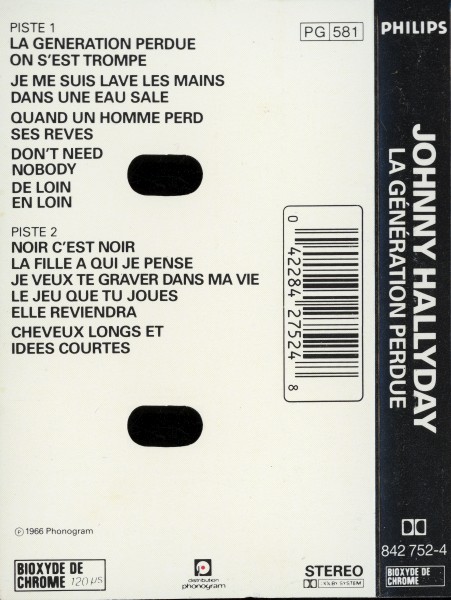 PISTE 1
LA GENERATION PERDUE
ON S'EST TROMPE
JE ME SUIS LAVE LES MAINS
DANS UNE EAU SALE
QUAND UN HOMME PERD
SES REVES
DON'T NEED
NOBODY
DE LOIN
EN LOIN
PISTE 2
NOIR C'EST NOIR
LA FILLE A QUI JE PENSE
JE VEUX TE GRAVER DANS MA VIE
LE JEU QUE TU JOUES
ELLE REVIENDRA
CHEVEUX LONGS ET
IDEES COURTES
PG 581
0 42284 27524 8
℗ 1966 Phonogram
BIOXYDE DE
CHROME 120 µs
distribution
phonogram
STEREO
SYSTEM
PHILIPS
JOHNNY HALLYDAY
LA GÉNÉRATION PERDUE
842 752-4
BIOXYDE DE
CHROME